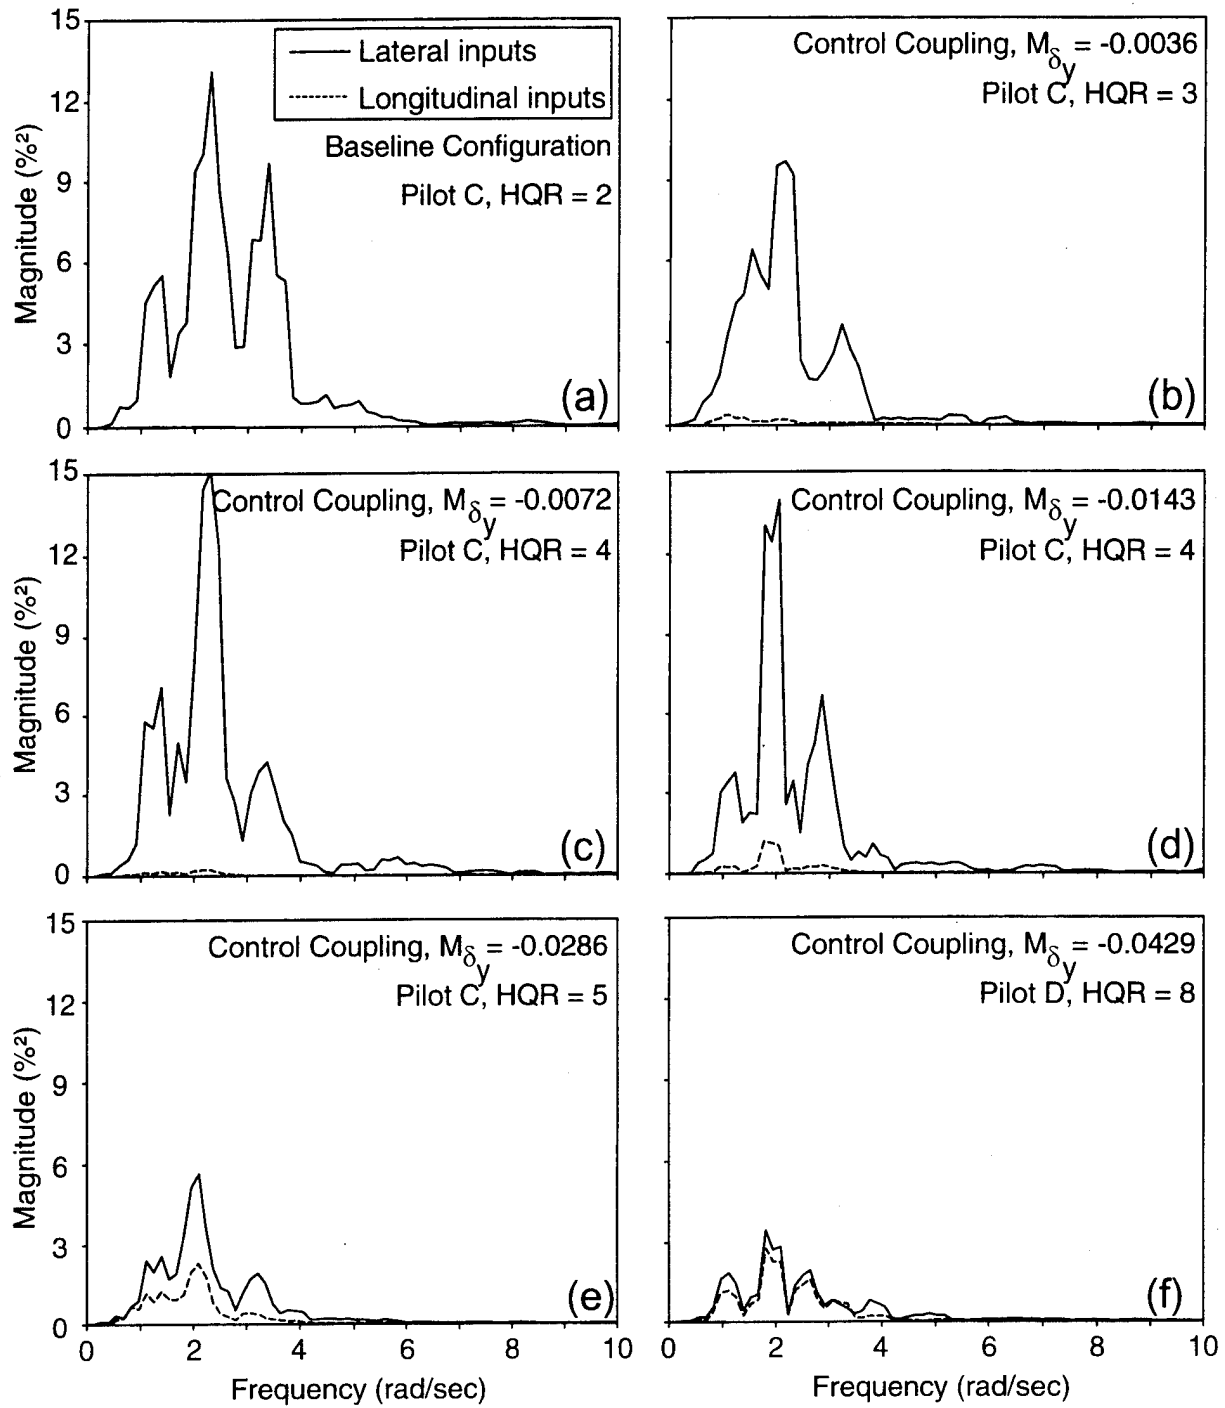 15
12
9
6
3
0
Magnitude (%²)
Lateral inputs
Longitudinal inputs
Baseline Configuration
Pilot C, HQR = 2
(a)
Control Coupling, Mδy = -0.0036
Pilot C, HQR = 3
(b)
15
12
9
6
3
0
Magnitude (%²)
Control Coupling, Mδy = -0.0072
Pilot C, HQR = 4
(c)
Control Coupling, Mδy = -0.0143
Pilot C, HQR = 4
(d)
15
12
9
6
3
0
Magnitude (%²)
Control Coupling, Mδy = -0.0286
Pilot C, HQR = 5
(e)
0 2 4 6 8 10
Frequency (rad/sec)
Control Coupling, Mδy = -0.0429
Pilot D, HQR = 8
(f)
0 2 4 6 8 10
Frequency (rad/sec)